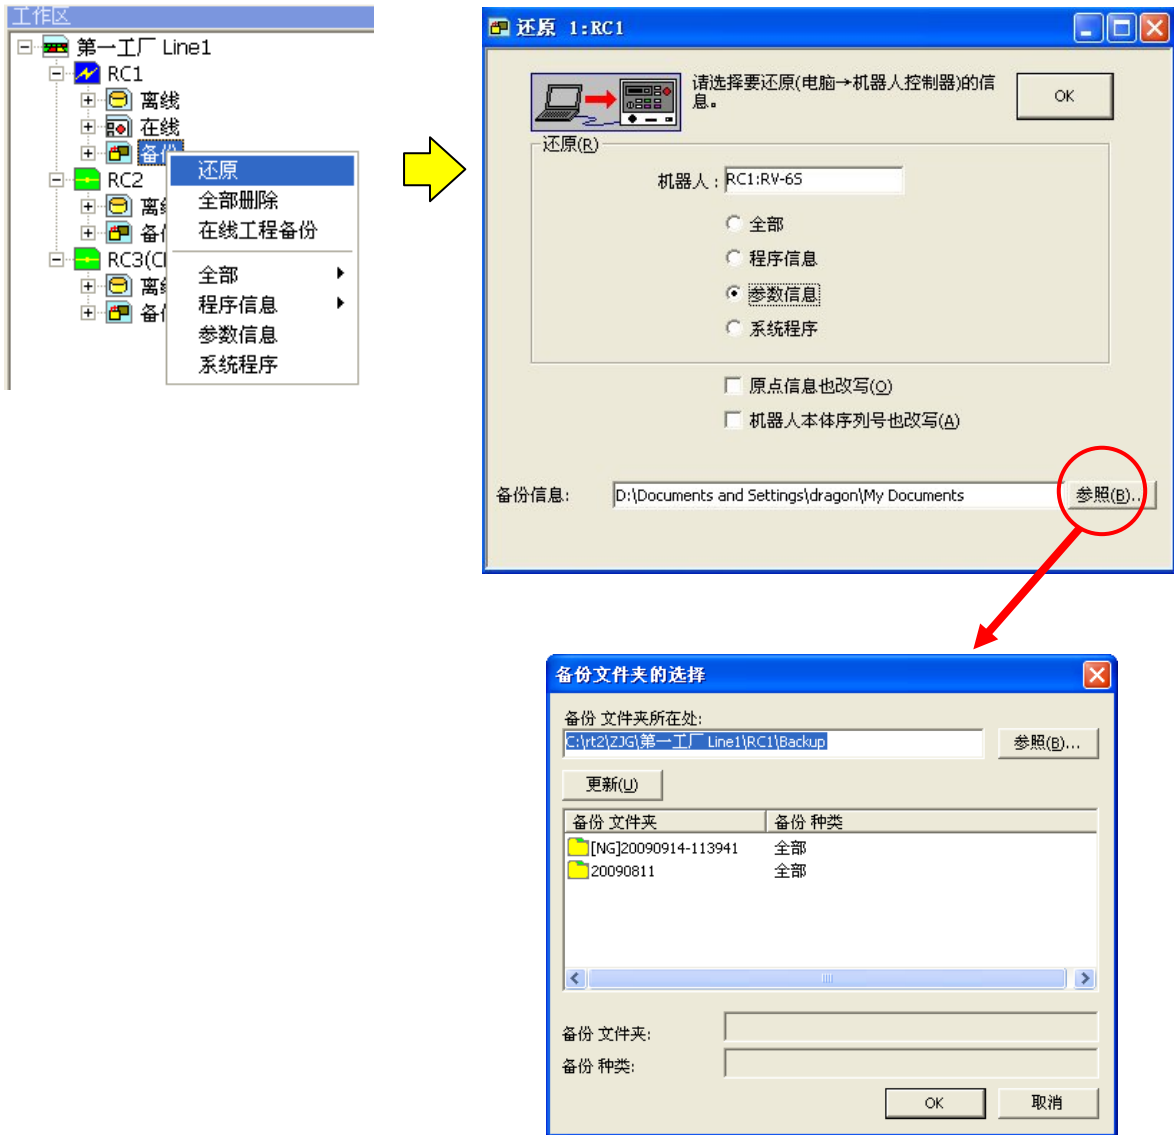 工作区
第一工厂 Line1
RC1
离线
在线
备份
还原
全部删除
在线工程备份
全部
程序信息
参数信息
系统程序
RC2
离
备
RC3(C
离
备
还原 1:RC1
请选择要还原(电脑→机器人控制器)的信
息。
OK
还原(R)
机器人： RC1:RV-6S
全部
程序信息
参数信息
系统程序
原点信息也改写(O)
机器人本体序列号也改写(A)
备份信息: D:\Documents and Settings\dragon\My Documents 参照(B)...
备份文件夹的选择
备份 文件夹所在处:
C:\rt2\ZJG\第一工厂 Line1\RC1\Backup 参照(B)...
更新(U)
备份 文件夹 备份 种类
[NG]20090914-113941 全部
20090811 全部
备份 文件夹:
备份 种类:
OK 取消